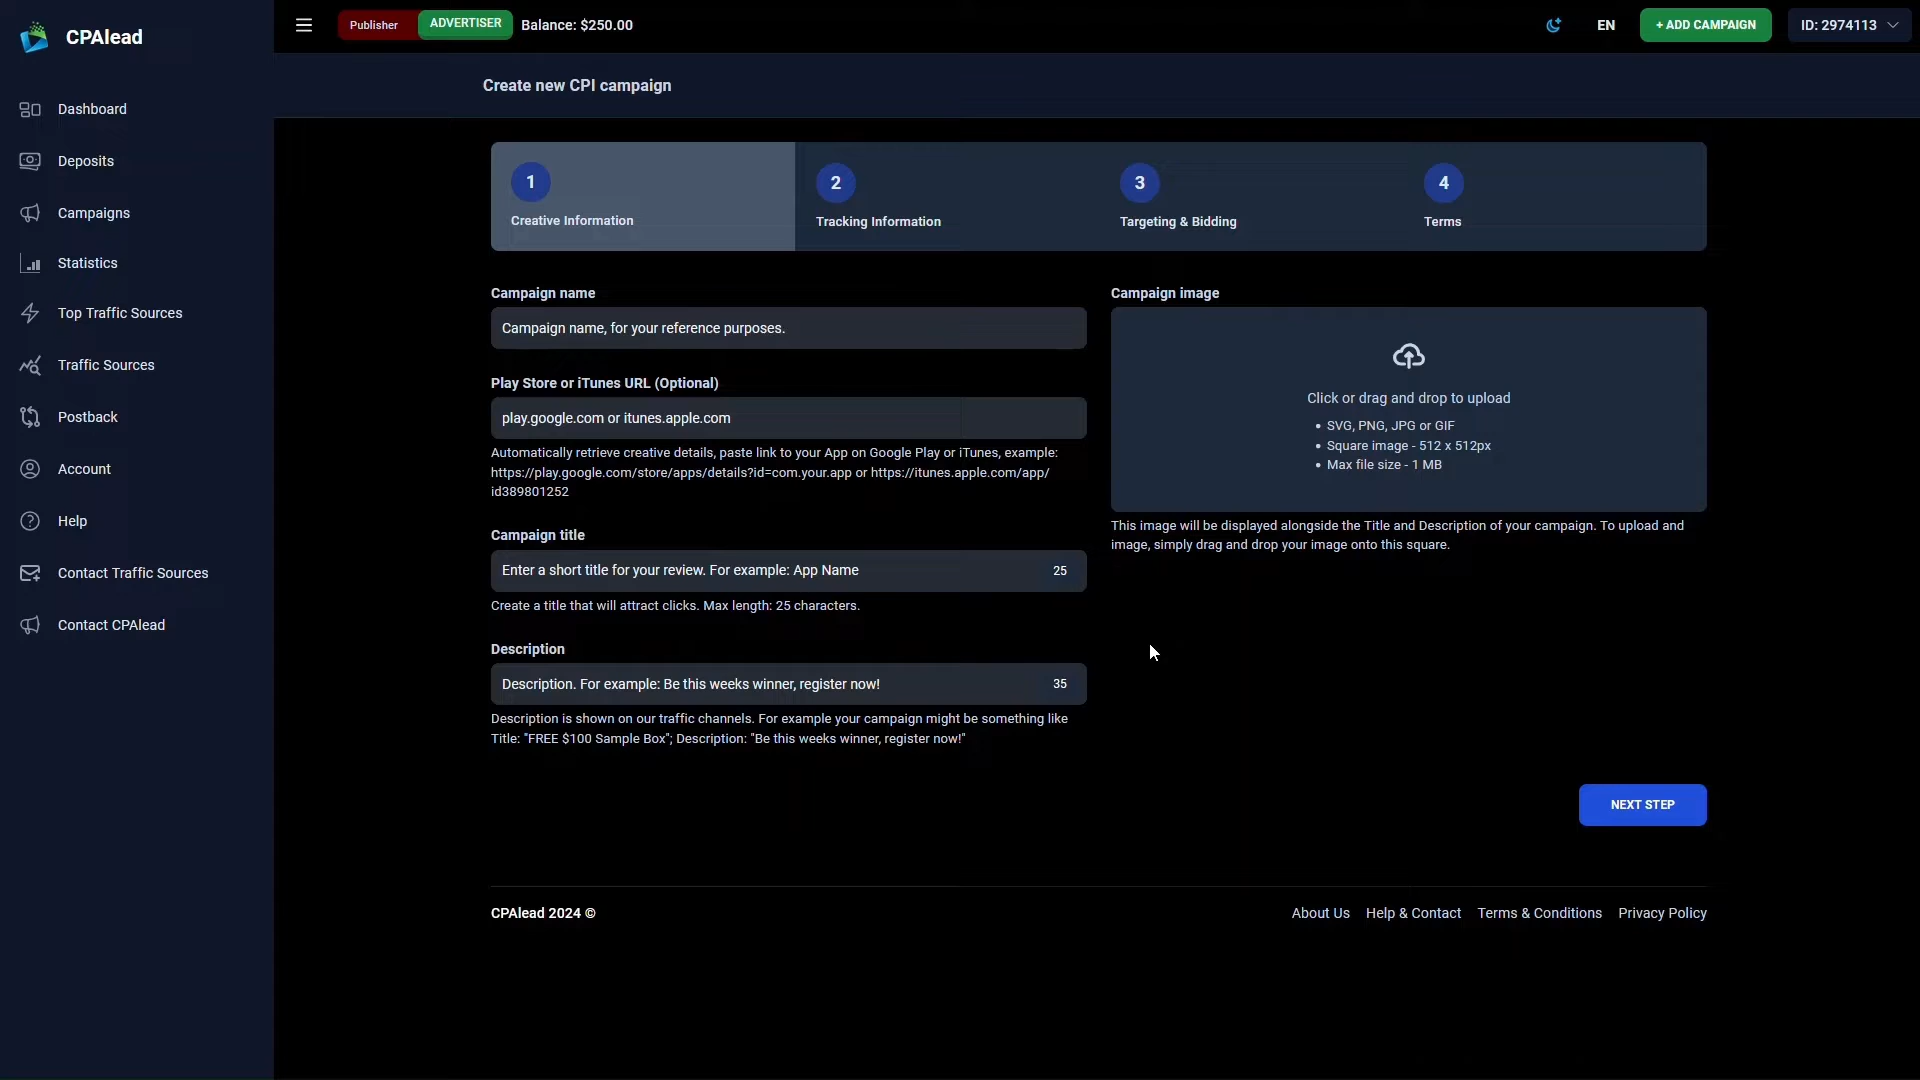 CPAlead
Publisher
ADVERTISER
Balance: $250.00
EN
+ ADD CAMPAIGN
ID: 2974113
Dashboard
Deposits
Campaigns
Statistics
Top Traffic Sources
Traffic Sources
Postback
Account
Help
Contact Traffic Sources
Contact CPAlead
Create new CPI campaign
1
Creative Information
2
Tracking Information
3
Targeting & Bidding
4
Terms
Campaign name
Campaign name, for your reference purposes.
Play Store or iTunes URL (Optional)
play.google.com or itunes.apple.com
Automatically retrieve creative details, paste link to your App on Google Play or iTunes, example:
https://play.google.com/store/apps/details?id=com.your.app or https://itunes.apple.com/app/
id389801252
Campaign title
Enter a short title for your review. For example: App Name
25
Create a title that will attract clicks. Max length: 25 characters.
Description
Description. For example: Be this weeks winner, register now!
35
Description is shown on our traffic channels. For example your campaign might be something like
Title: "FREE $100 Sample Box"; Description: "Be this weeks winner, register now!"
Campaign image
Click or drag and drop to upload
• SVG, PNG, JPG or GIF
• Square image - 512 x 512px
• Max file size - 1 MB
This image will be displayed alongside the Title and Description of your campaign. To upload and
image, simply drag and drop your image onto this square.
NEXT STEP
CPAlead 2024 ©
About Us
Help & Contact
Terms & Conditions
Privacy Policy